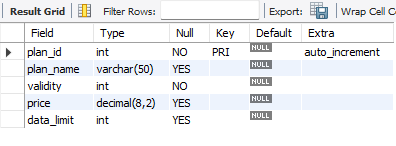 Result Grid Filter Rows: Export: Wrap Cell Co
Field Type Null Key Default Extra
plan_id int NO PRI NULL auto_increment
plan_name varchar(50) YES NULL
validity int NO NULL
price decimal(8,2) YES NULL
data_limit int YES NULL